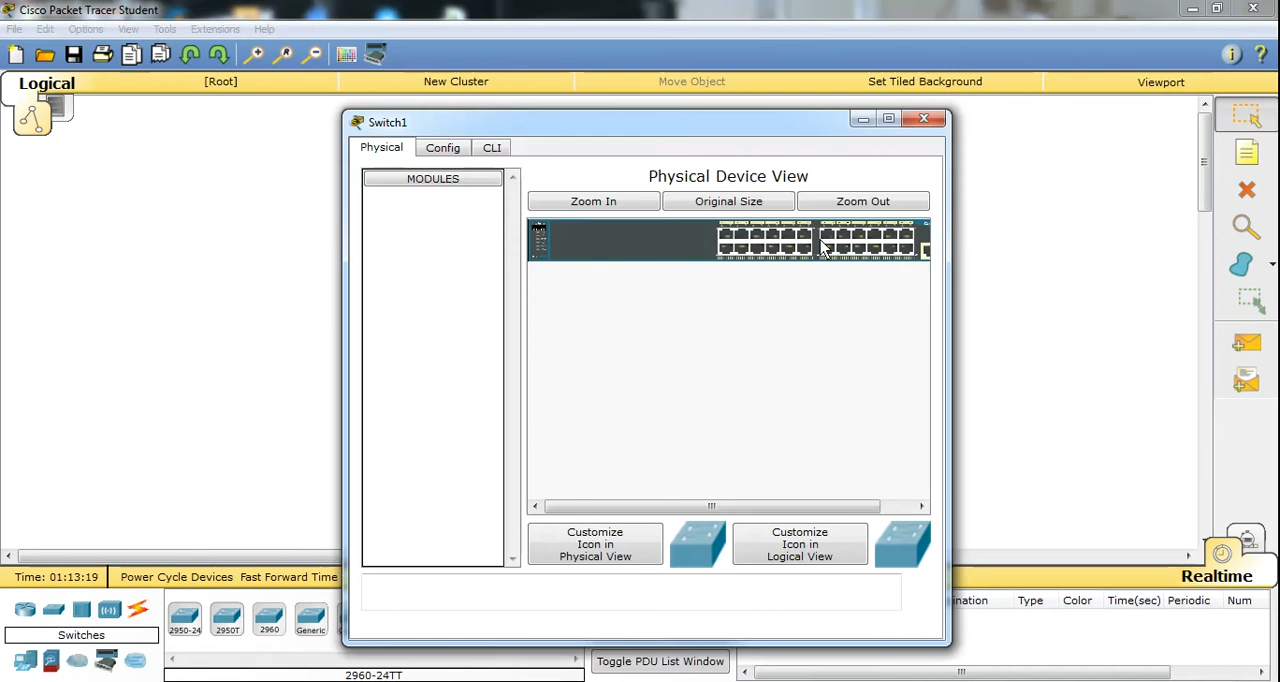 Cisco Packet Tracer Student
File Edit Options View Tools Extensions Help
Logical [Root] New Cluster Move Object Set Tiled Background Viewport
Switch1
Physical Config CLI
MODULES
Physical Device View
Zoom In Original Size Zoom Out
Customize
Icon in
Physical View
Customize
Icon in
Logical View
Time: 01:13:19 Power Cycle Devices Fast Forward Time
Realtime
Switches
2950-24 2950T 2960 Generic
2960-24TT
Toggle PDU List Window
ination Type Color Time(sec) Periodic Num